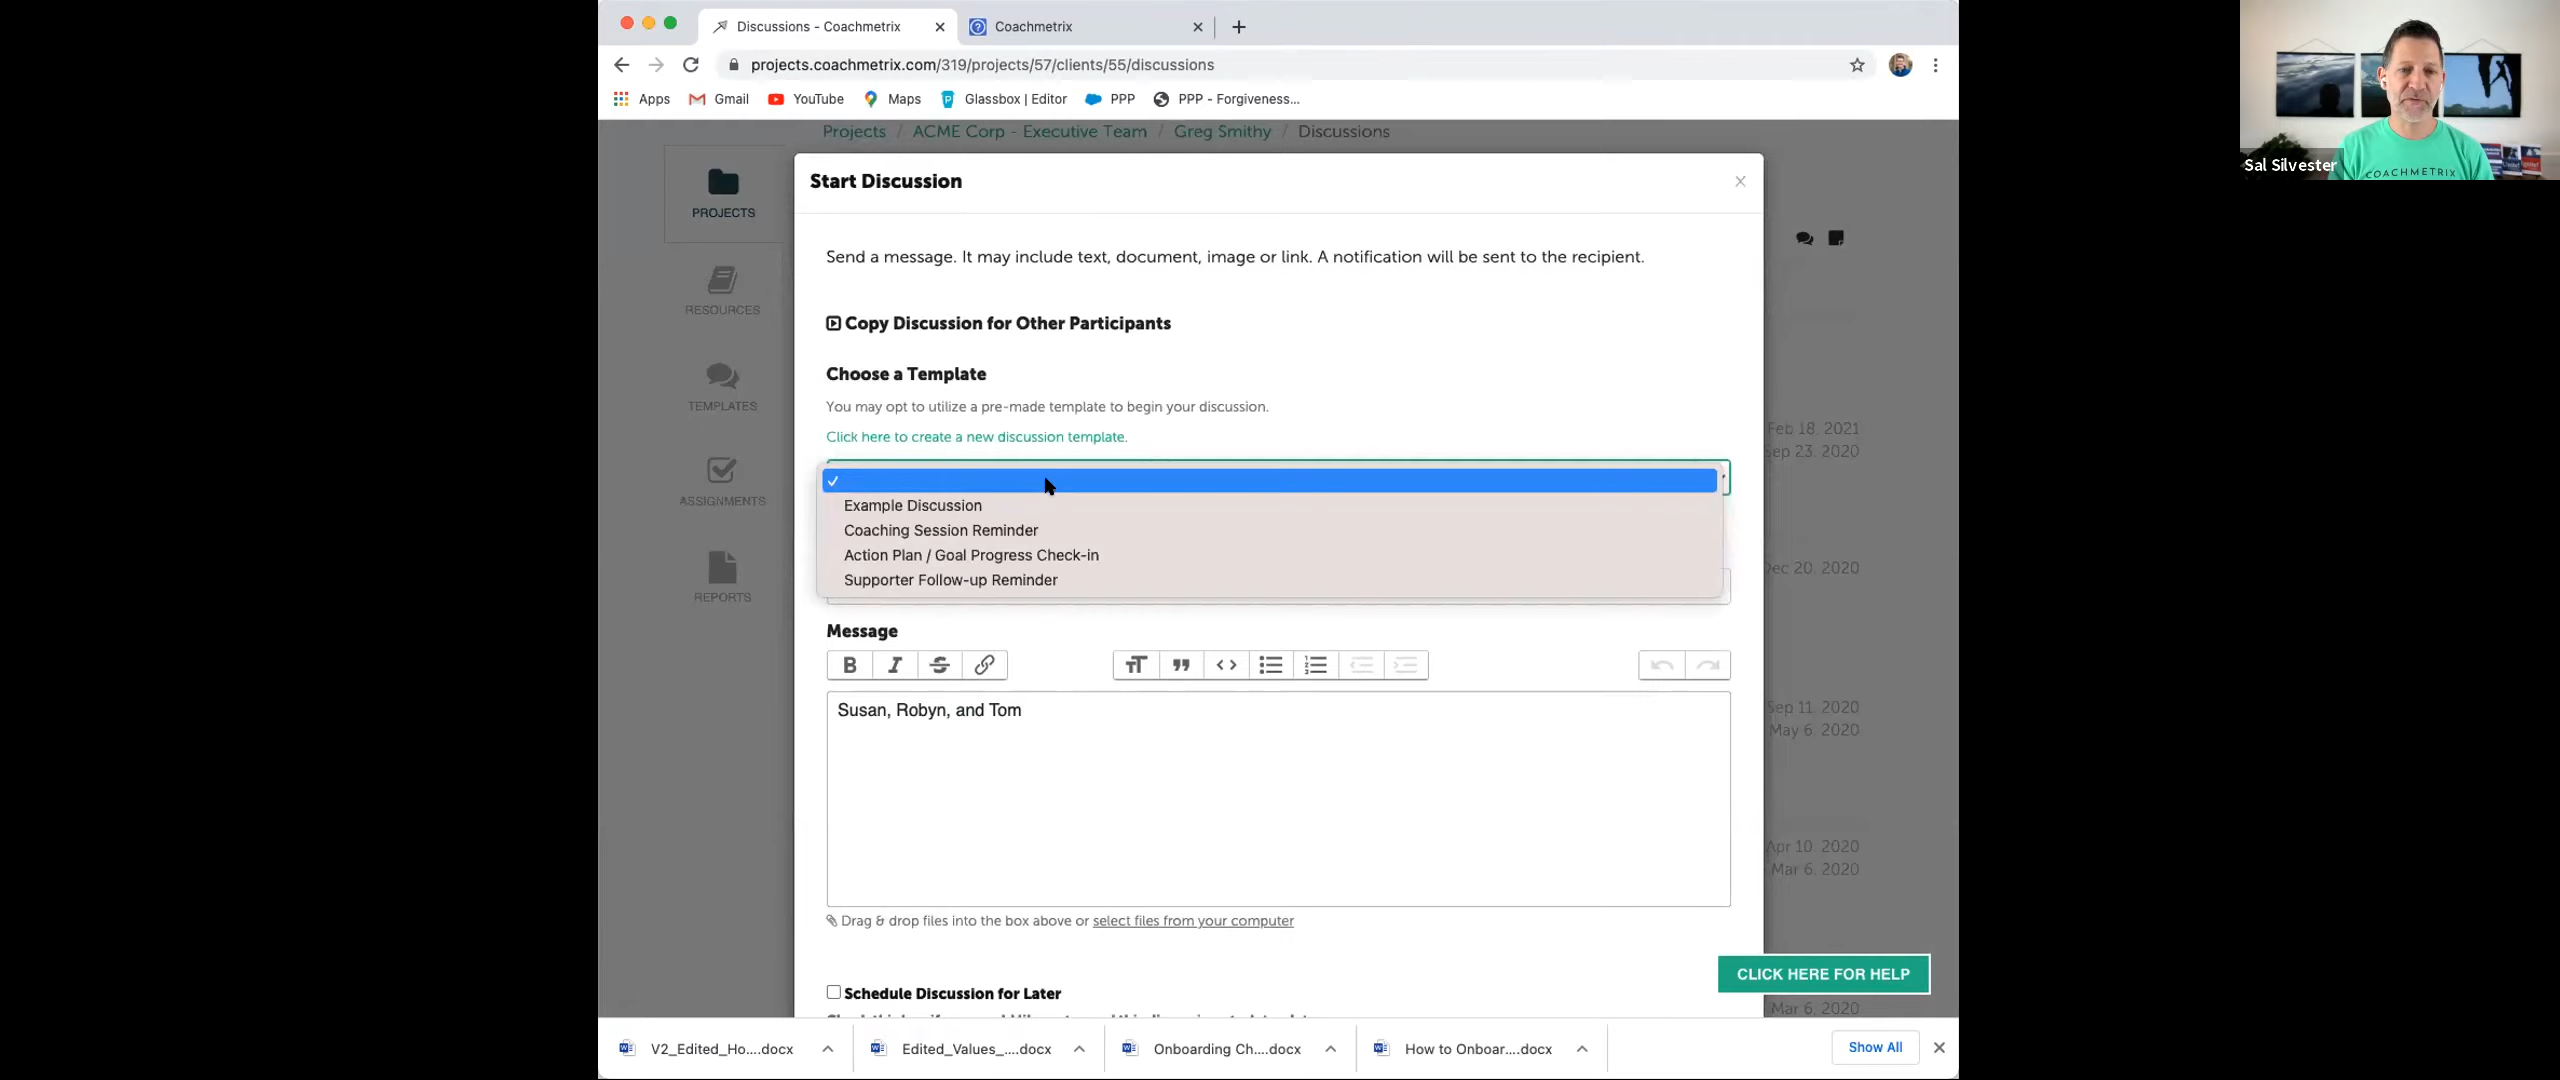 Discussions - Coachmetrix
Coachmetrix
projects.coachmetrix.com/319/projects/57/clients/55/discussions
Apps
Gmail
YouTube
Maps
Glassbox | Editor
PPP
PPP - Forgiveness...
Projects / ACME Corp - Executive Team / Greg Smithy / Discussions
Sal Silvester
COACHMETRIX
PROJECTS
RESOURCES
TEMPLATES
ASSIGNMENTS
REPORTS
Start Discussion
Send a message. It may include text, document, image or link. A notification will be sent to the recipient.
Copy Discussion for Other Participants
Choose a Template
You may opt to utilize a pre-made template to begin your discussion.
Click here to create a new discussion template.
Example Discussion
Coaching Session Reminder
Action Plan / Goal Progress Check-in
Supporter Follow-up Reminder
Message
Susan, Robyn, and Tom
Drag & drop files into the box above or select files from your computer
Schedule Discussion for Later
Feb 18, 2021
Sep 23, 2020
Dec 20, 2020
Sep 11, 2020
May 6, 2020
Apr 10, 2020
Mar 6, 2020
Mar 6, 2020
CLICK HERE FOR HELP
V2_Edited_Ho....docx
Edited_Values_....docx
Onboarding Ch....docx
How to Onboar....docx
Show All